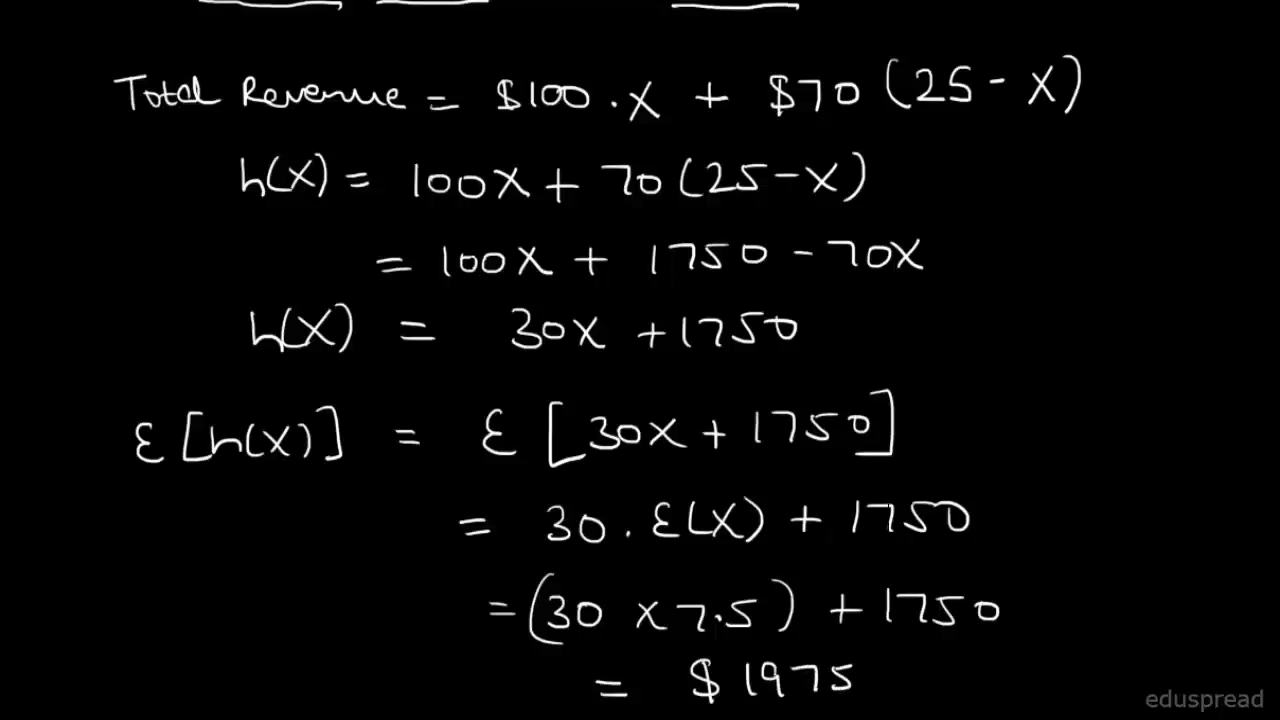 Total Revenue = $100 . X + $70 (25 - X)
h(X) = 100X + 70 (25 - X)
= 100X + 1750 - 70X
h(X) = 30X + 1750
ε [h(X)] = ε [30X + 1750]
= 30 . ε(X) + 1750
= (30 x 7.5) + 1750
= $ 1975
eduspread